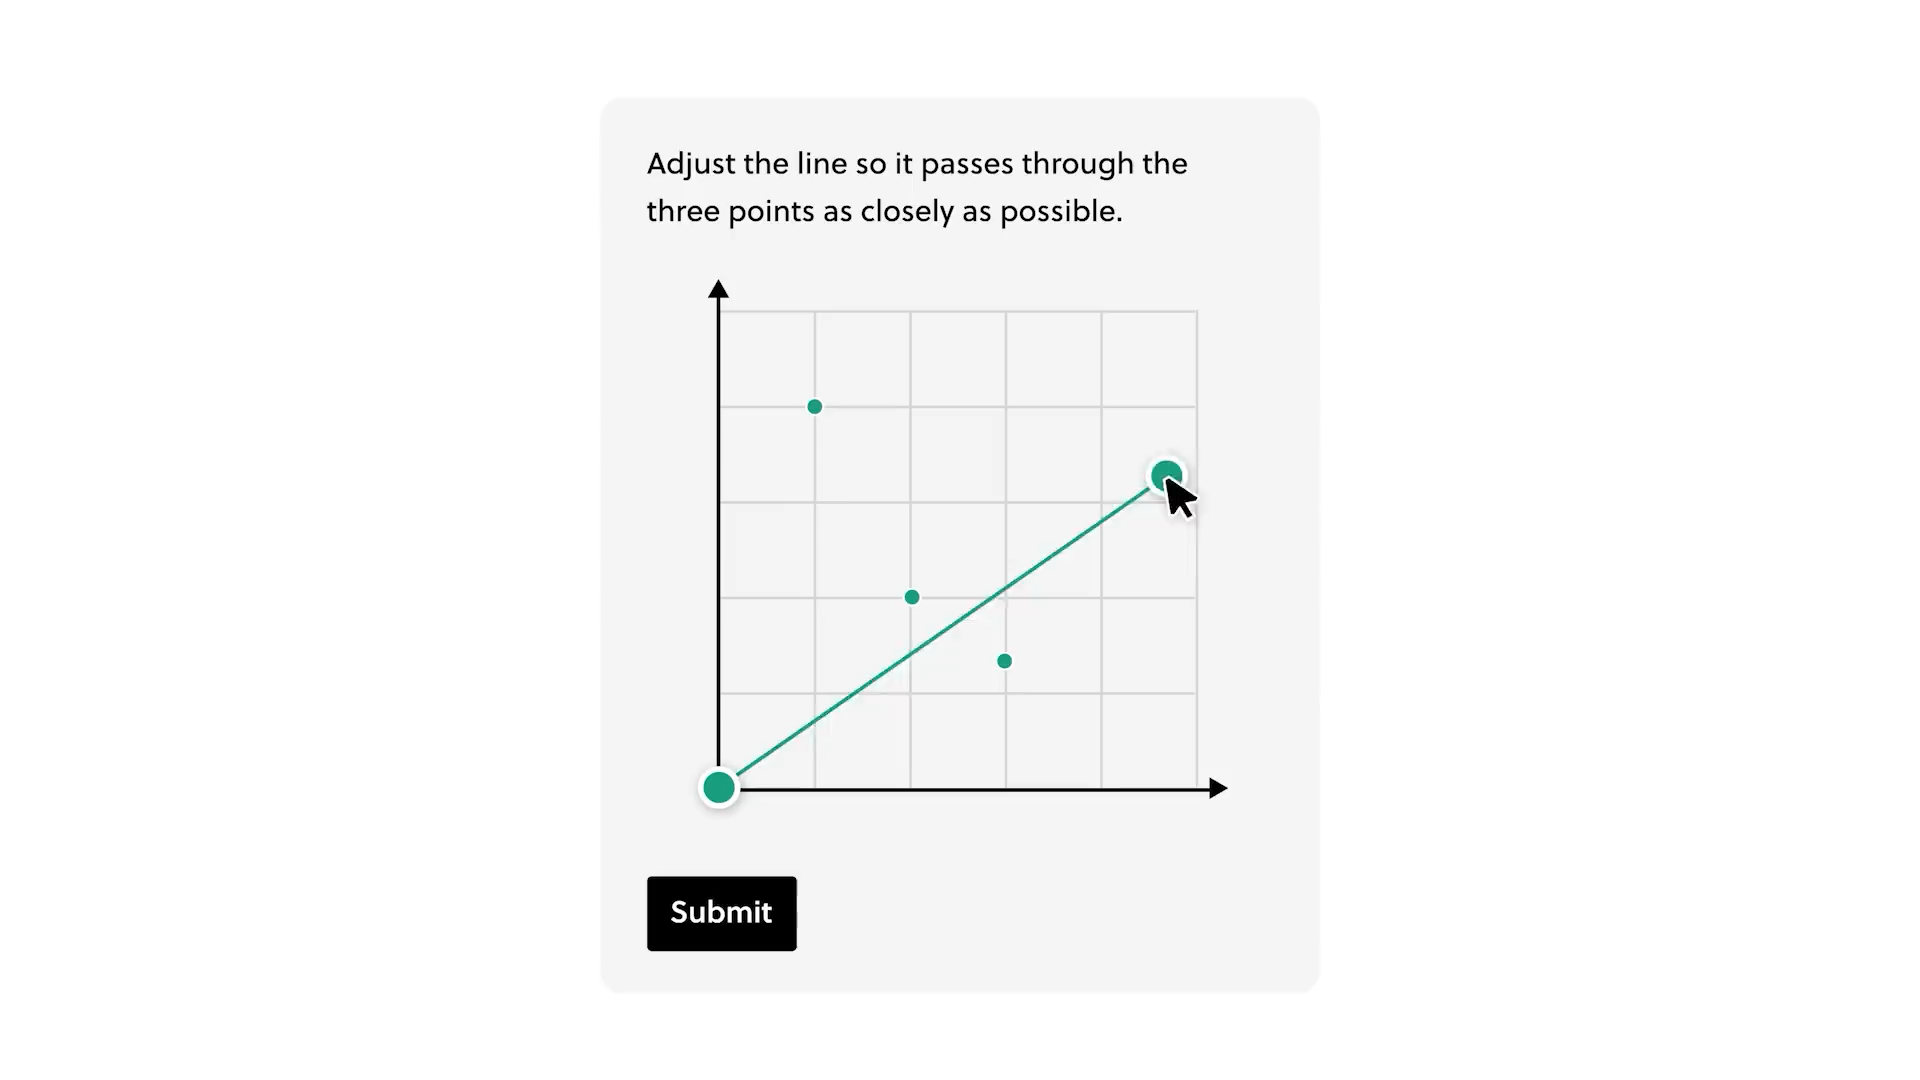 Adjust the line so it passes through the
three points as closely as possible.
Submit